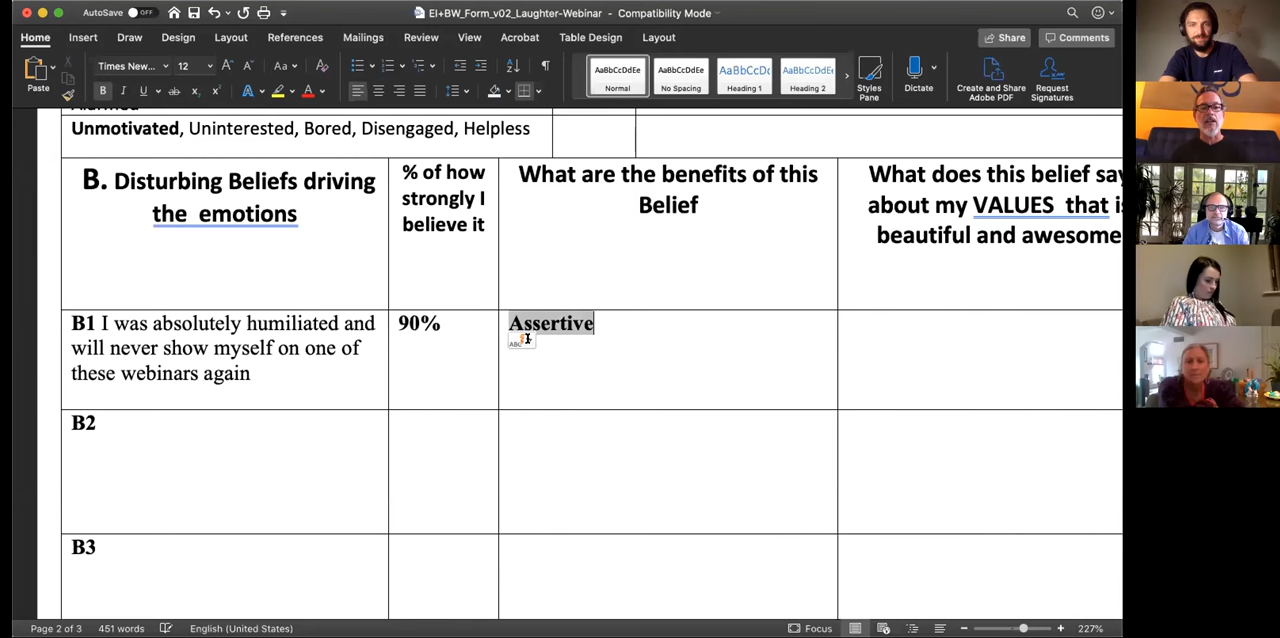 AutoSave OFF EI+BW_Form_v02_Laughter-Webinar - Compatibility Mode
Home Insert Draw Design Layout References Mailings Review View Acrobat Table Design Layout Share Comments
Paste Times New... 12 A A Aa A AaBbCcDdEe Normal AaBbCcDdEe No Spacing AaBbCcDc Heading 1 AaBbCcDdEe Heading 2 Styles Pane Dictate Create and Share Adobe PDF Request Signatures
B I U ab x A A
Unmotivated, Uninterested, Bored, Disengaged, Helpless
B. Disturbing Beliefs driving the emotions
% of how strongly I believe it
What are the benefits of this Belief
What does this belief say
about my VALUES that is
beautiful and awesome
B1 I was absolutely humiliated and
will never show myself on one of
these webinars again
90%
Assertive
ABC
B2
B3
Page 2 of 3 451 words English (United States) Focus 227%